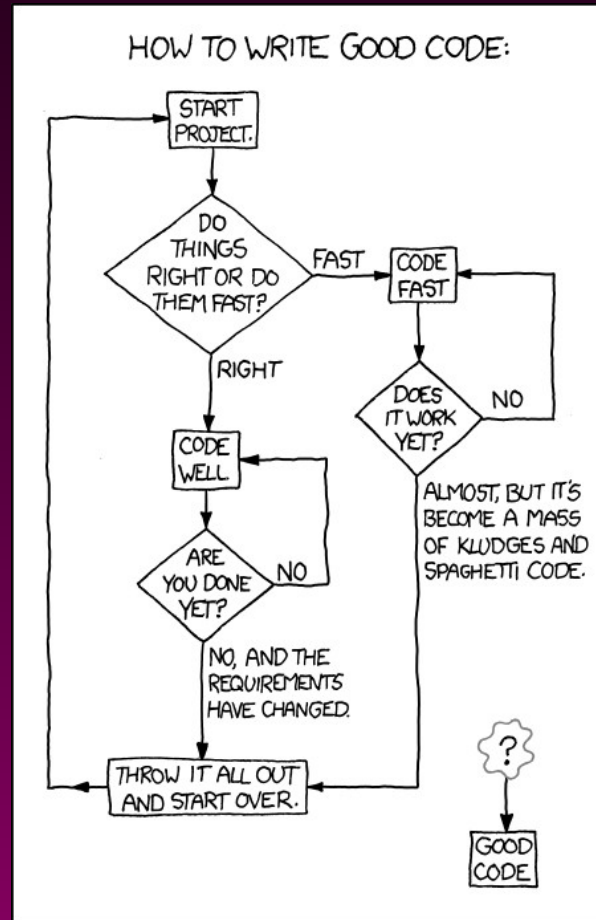 HOW TO WRITE GOOD CODE:
START
PROJECT.
DO
THINGS
RIGHT OR DO
THEM FAST?
FAST
CODE
FAST
RIGHT
DOES
IT WORK
YET?
NO
CODE
WELL
ALMOST, BUT IT'S
BECOME A MASS
OF KLUDGES AND
SPAGHETTI CODE.
ARE
YOU DONE
YET?
NO
NO, AND THE
REQUIREMENTS
HAVE CHANGED.
THROW IT ALL OUT
AND START OVER.
?
GOOD
CODE